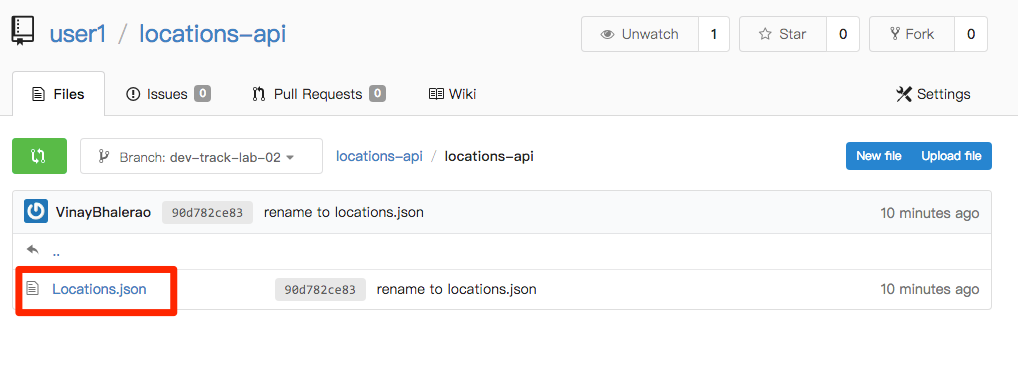 user1 / locations-api Unwatch 1 Star 0 Fork 0
Files Issues 0 Pull Requests 0 Wiki Settings
Branch: dev-track-lab-02 locations-api / locations-api New file Upload file
VinayBhalerao 90d782ce83 rename to locations.json 10 minutes ago
..
Locations.json 90d782ce83 rename to locations.json 10 minutes ago